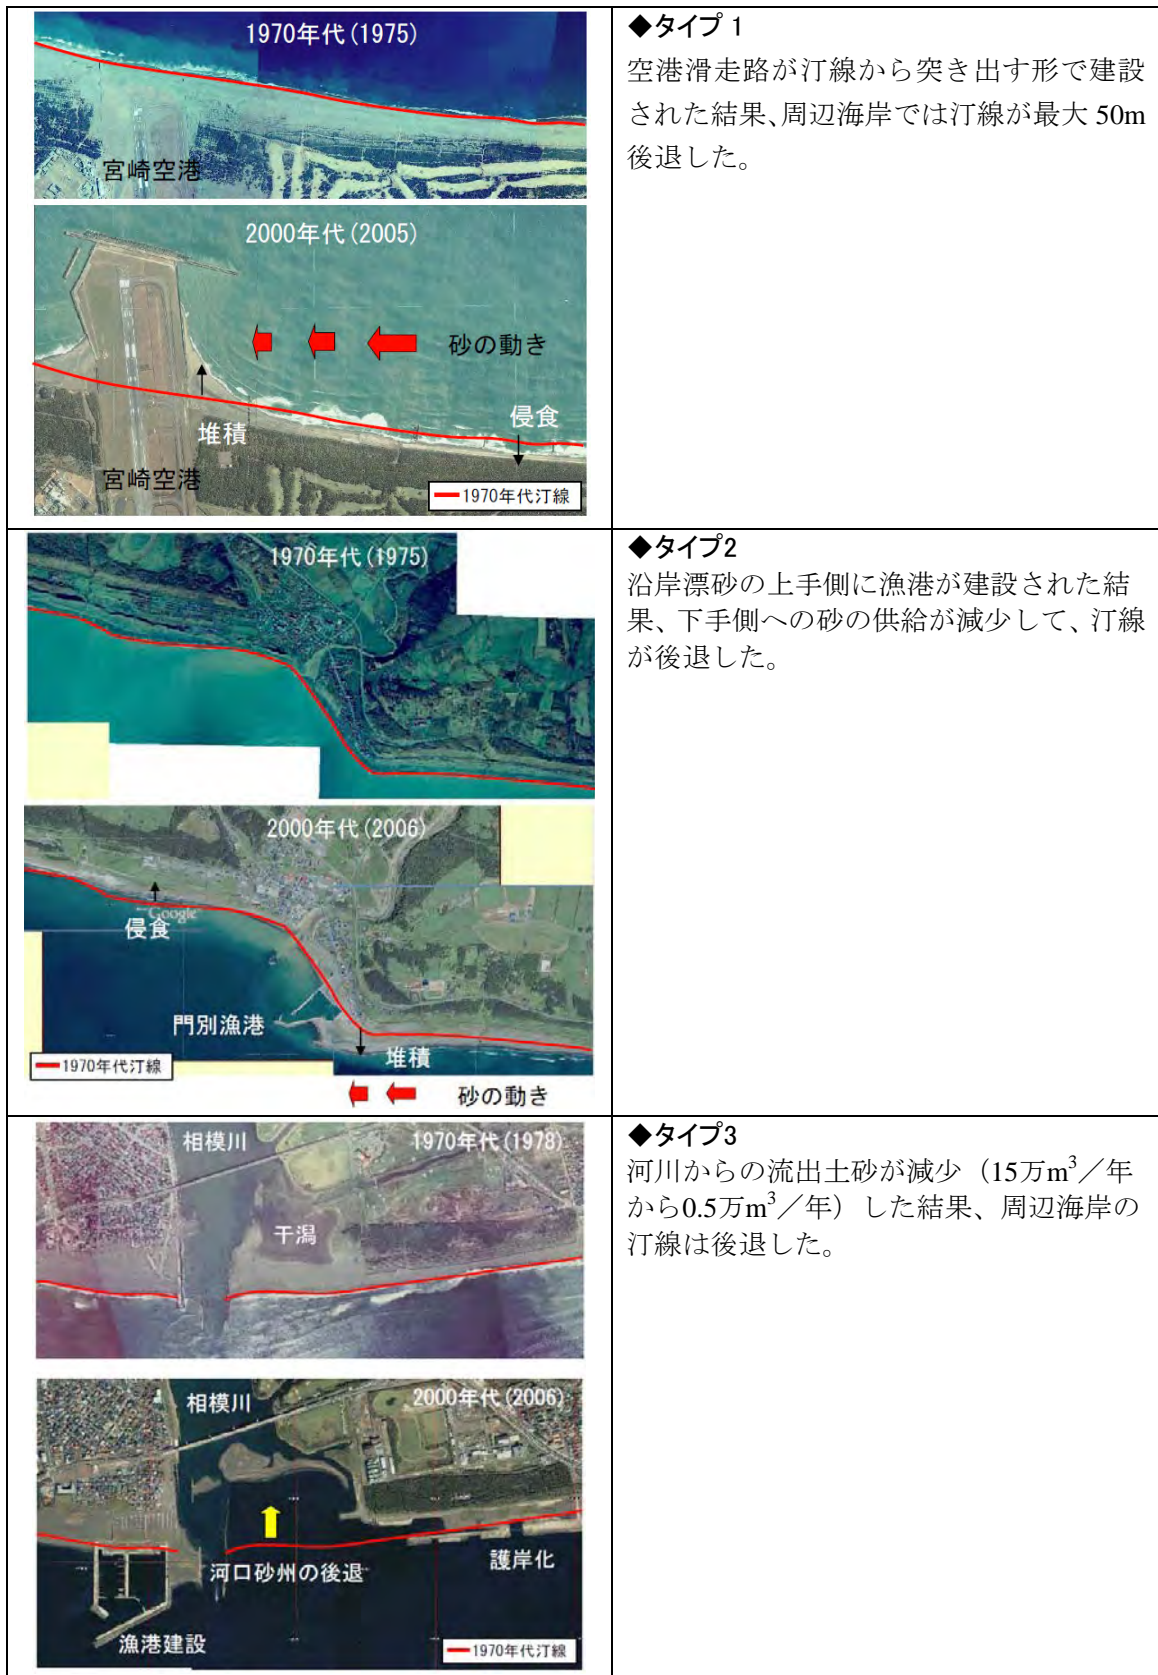 1970年代(1975)
宮崎空港
2000年代(2005)
砂の動き
侵食
堆積
宮崎空港
1970年代汀線
◆タイプ 1
空港滑走路が汀線から突き出す形で建設
された結果、周辺海岸では汀線が最大 50m
後退した。
1970年代(1975)
2000年代(2006)
Google
侵食
門別漁港
堆積
1970年代汀線
砂の動き
◆タイプ2
沿岸漂砂の上手側に漁港が建設された結
果、下手側への砂の供給が減少して、汀線
が後退した。
相模川
1970年代(1978)
干潟
相模川
2000年代(2006)
河口砂州の後退
護岸化
漁港建設
1970年代汀線
◆タイプ3
河川からの流出土砂が減少（15万m³／年
から0.5万m³／年）した結果、周辺海岸の
汀線は後退した。